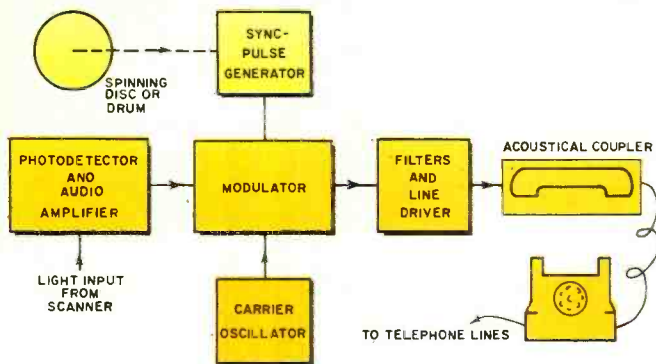 SYNC-
PULSE
GENERATOR
SPINNING
DISC OR
DRUM
PHOTODETECTOR
AND
AUDIO
AMPLIFIER
MODULATOR
FILTERS
AND
LINE
DRIVER
ACOUSTICAL COUPLER
LIGHT INPUT
FROM
SCANNER
CARRIER
OSCILLATOR
TO TELEPHONE LINES